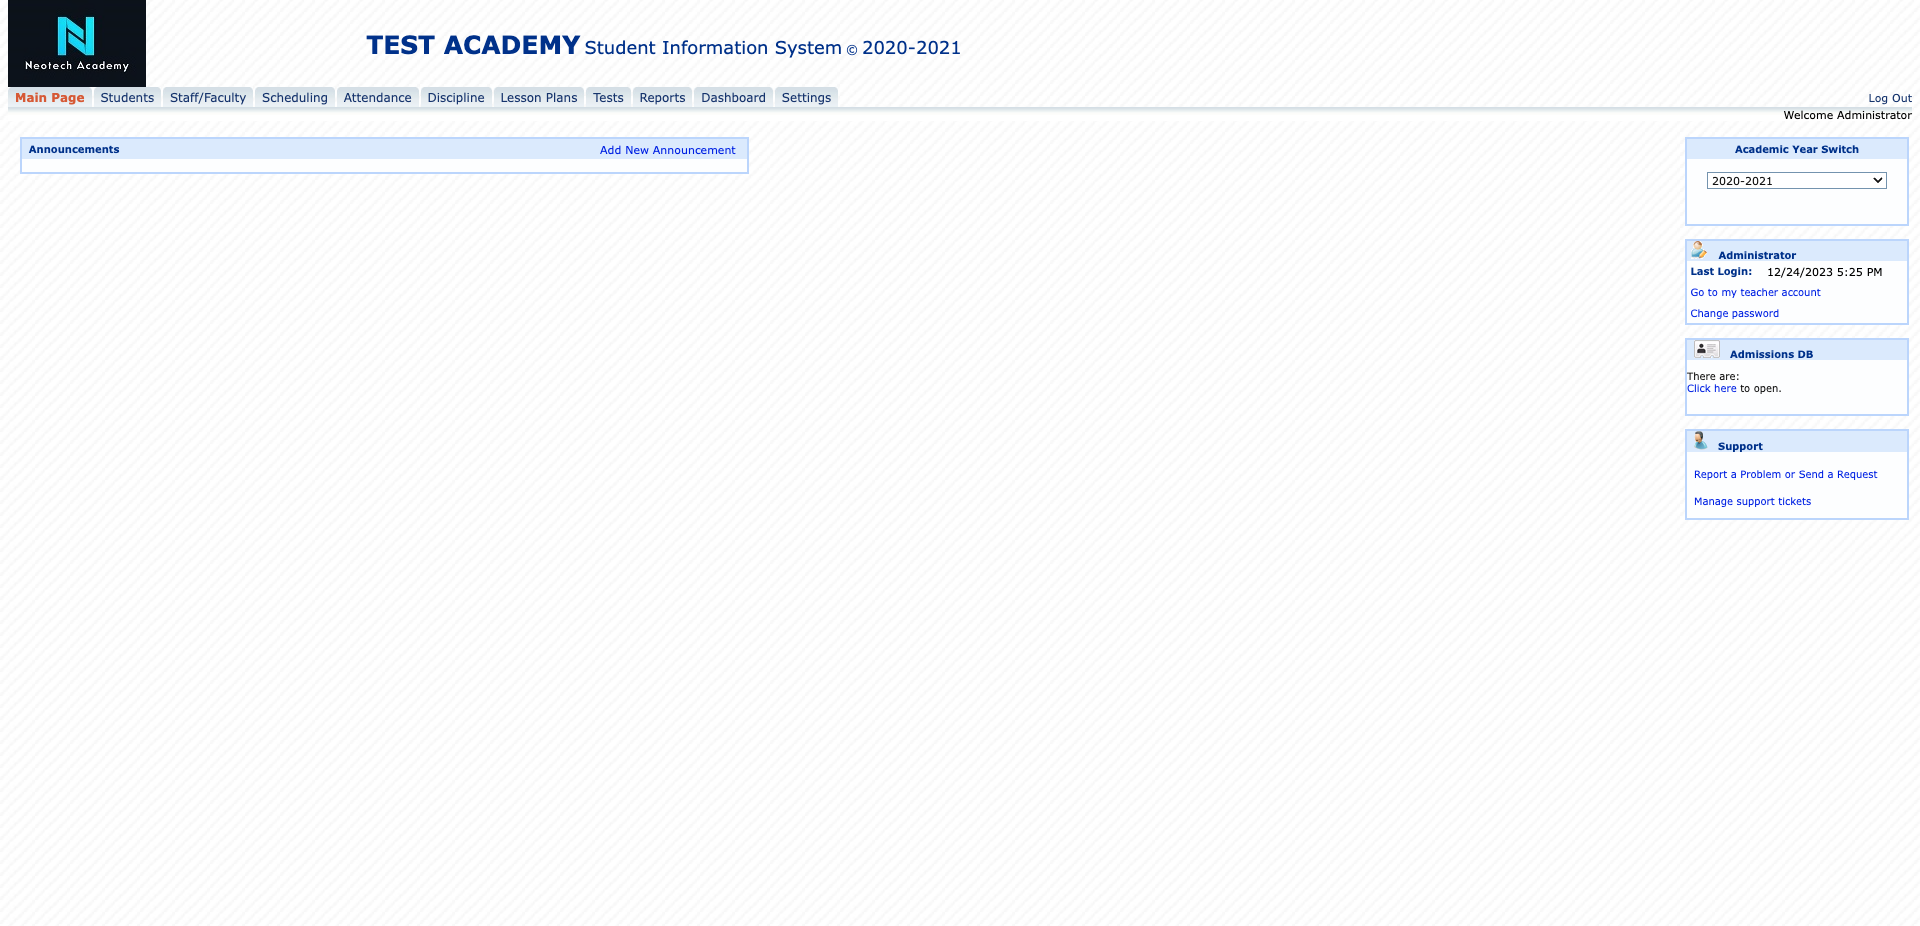 Neotech Academy
TEST ACADEMY Student Information System © 2020-2021
Main Page Students Staff/Faculty Scheduling Attendance Discipline Lesson Plans Tests Reports Dashboard Settings Log Out
Welcome Administrator
Announcements Add New Announcement
Academic Year Switch
2020-2021
Administrator
Last Login: 12/24/2023 5:25 PM
Go to my teacher account
Change password
Admissions DB
There are:
Click here to open.
Support
Report a Problem or Send a Request
Manage support tickets